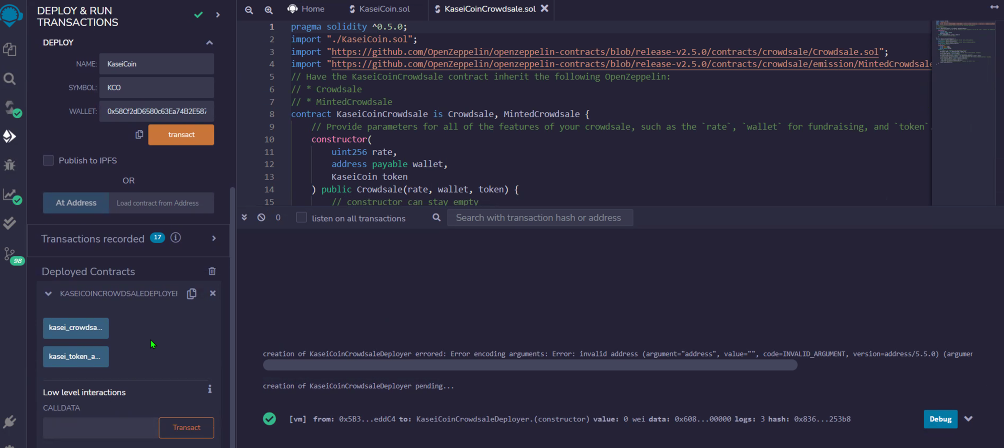 DEPLOY & RUN
TRANSACTIONS
DEPLOY
NAME: KaseiCoin
SYMBOL: KCO
WALLET:
transact
Publish to IPFS
OR
At Address Load contract from Address
Transactions recorded 17 i
Deployed Contracts
KASEICOINCROWDSALEDEPLOYE
kasei_crowdsa...
kasei_token_a...
Low level interactions i
CALLDATA
Transact
98
Home KaseiCoin.sol KaseiCoinCrowdsale.sol
1 pragma solidity ^0.5.0;
2 import "./KaseiCoin.sol";
3 import "https://github.com/OpenZeppelin/openzeppelin-contracts/blob/release-v2.5.0/contracts/crowdsale/Crowdsale.sol";
4 import "https://github.com/OpenZeppelin/openzeppelin-contracts/blob/release-v2.5.0/contracts/crowdsale/emission/MintedCrowdsale
5 // Have the KaseiCoinCrowdsale contract inherit the following OpenZeppelin:
6 // * Crowdsale
7 // * MintedCrowdsale
8 contract KaseiCoinCrowdsale is Crowdsale, MintedCrowdsale {
9 // Provide parameters for all of the features of your crowdsale, such as the `rate`, `wallet` for fundraising, and `token`
10 constructor(
11 uint256 rate,
12 address payable wallet,
13 KaseiCoin token
14 ) public Crowdsale(rate, wallet, token) {
15 // constructor can stay empty
0 listen on all transactions Search with transaction hash or address
creation of KaseiCoinCrowdsaleDeployer errored: Error encoding arguments: Error: invalid address (argument="address", value="", code=INVALID_ARGUMENT, version=address/5.5.0) (argumen
creation of KaseiCoinCrowdsaleDeployer pending...
[vm] from: 0x5B3...eddC4 to: KaseiCoinCrowdsaleDeployer.(constructor) value: 0 wei data: 0x608...00000 logs: 3 hash: 0x836...253b8 Debug